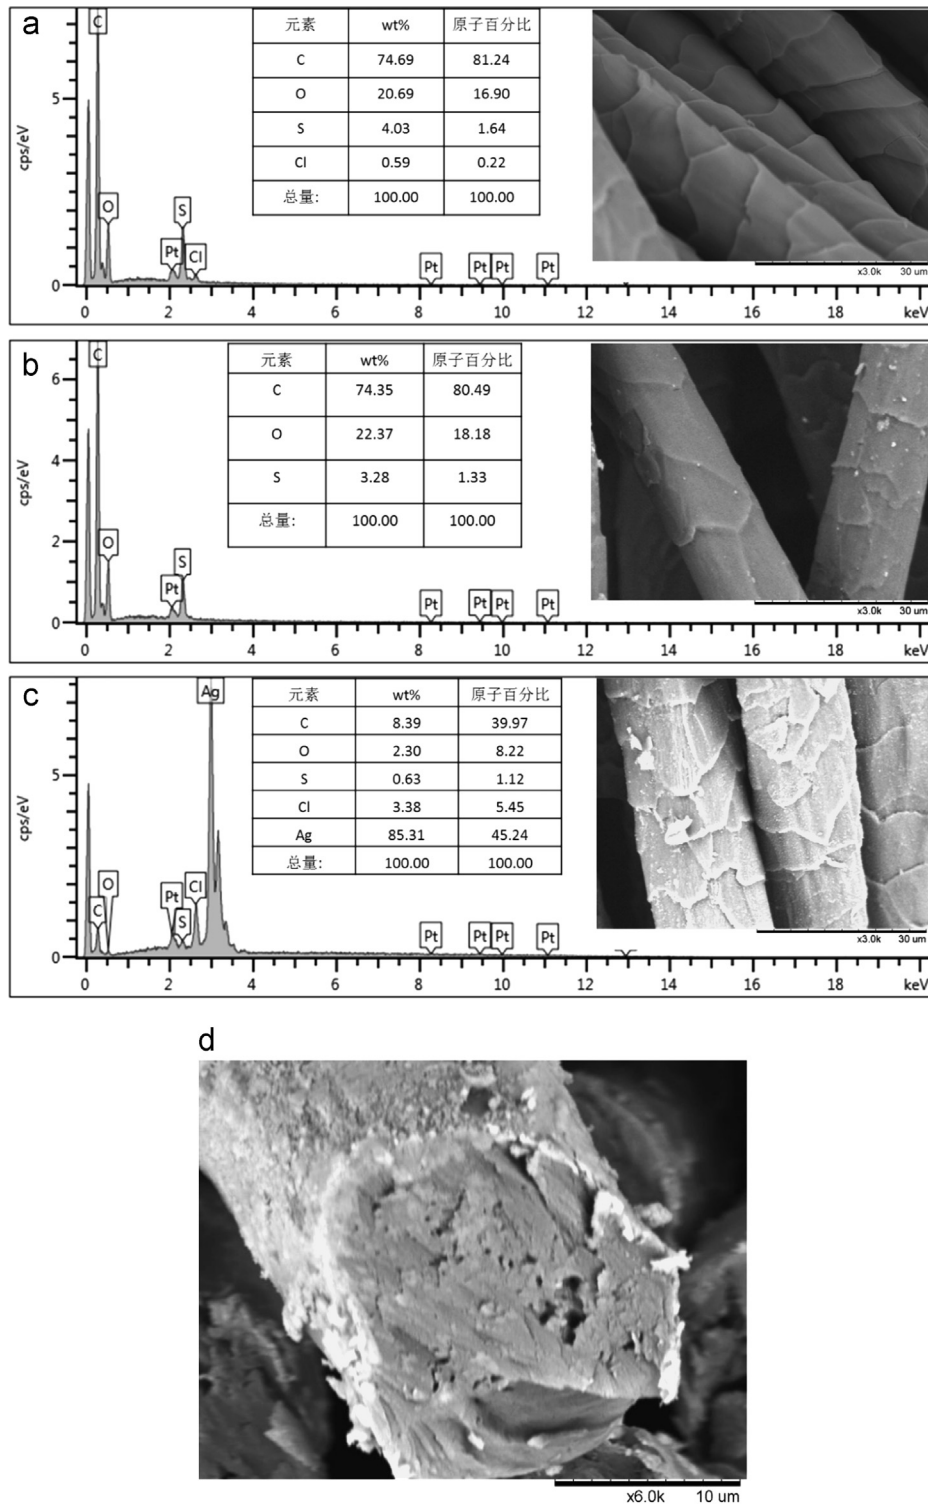 a
元素 wt% 原子百分比
C 74.69 81.24
O 20.69 16.90
S 4.03 1.64
Cl 0.59 0.22
总量: 100.00 100.00
C
5
cps/eV
O
S
Pt
Cl
Pt
Pt
Pt
Pt
0
0 2 4 6 8 10 12 14 16 18 keV
x3.0k 30 um
b
元素 wt% 原子百分比
C 74.35 80.49
O 22.37 18.18
S 3.28 1.33
总量: 100.00 100.00
C
6
4
cps/eV
2
O
S
Pt
Pt
Pt
Pt
Pt
0
0 2 4 6 8 10 12 14 16 18 keV
x3.0k 30 um
c
元素 wt% 原子百分比
C 8.39 39.97
O 2.30 8.22
S 0.63 1.12
Cl 3.38 5.45
Ag 85.31 45.24
总量: 100.00 100.00
Ag
5
cps/eV
O
C
Pt
S
Cl
Pt
Pt
Pt
Pt
0
0 2 4 6 8 10 12 14 16 18 keV
x3.0k 30 um
d
x6.0k 10 um